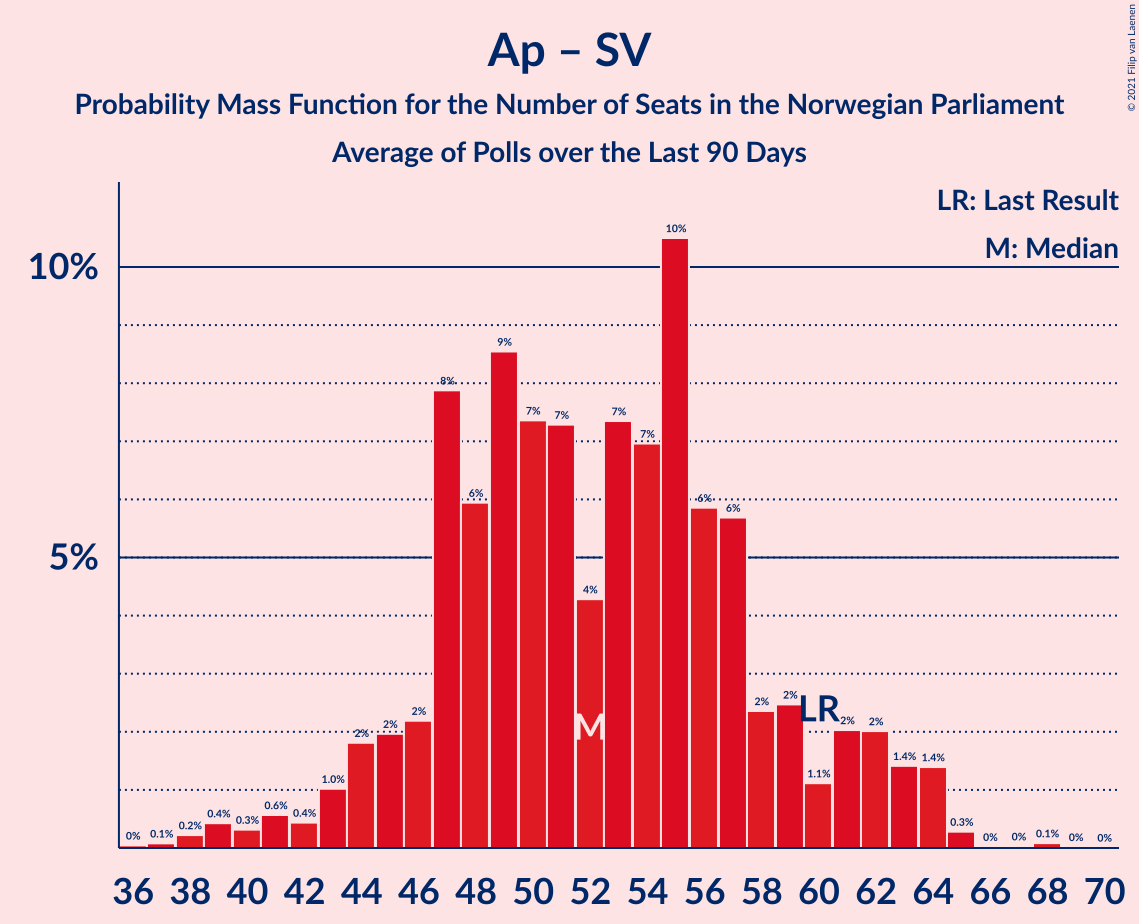 Ap – SV
Probability Mass Function for the Number of Seats in the Norwegian Parliament
Average of Polls over the Last 90 Days
© 2021 Filip van Laenen
LR: Last Result
M: Median
10%
5%
0% 0.1% 0.2% 0.4% 0.3% 0.6% 0.4% 1.0% 2% 2% 2% 8% 6% 9% 7% 7% 4% 7% 7% 10% 6% 6% 2% 2% 1.1% 2% 2% 1.4% 1.4% 0.3% 0% 0% 0.1% 0% 0%
M
LR
36 38 40 42 44 46 48 50 52 54 56 58 60 62 64 66 68 70